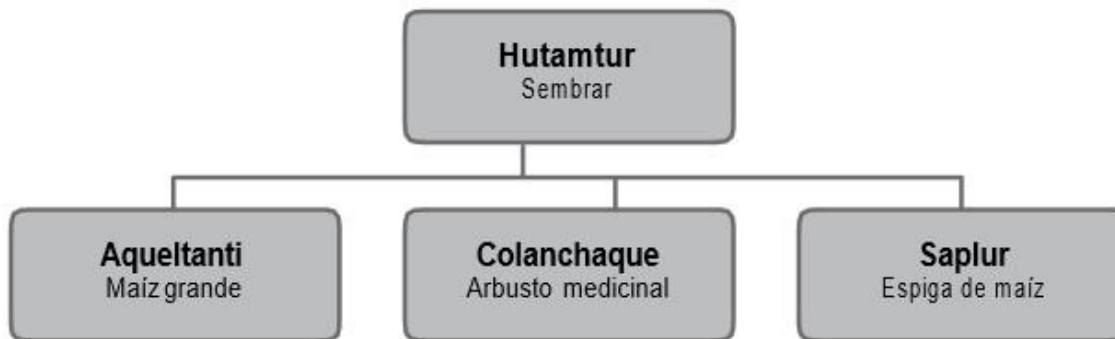 Hutamtur
Sembrar
Aqueltanti
Maíz grande
Colanchaque
Arbusto medicinal
Saplur
Espiga de maíz